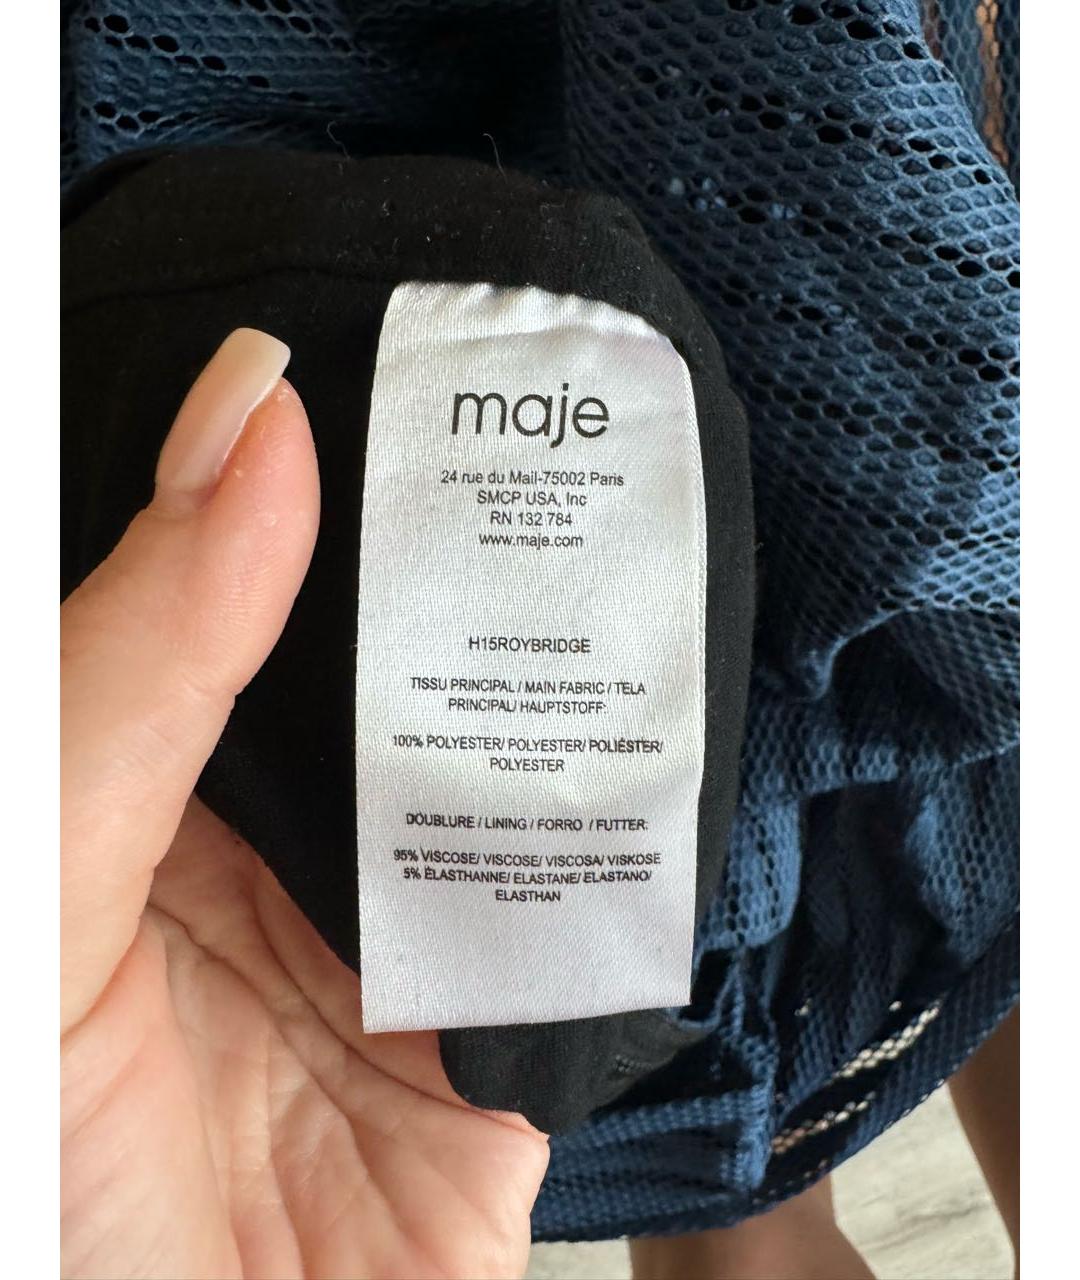 maje
24 rue du Mail-75002 Paris
SMCP USA, Inc
RN 132 784
www.maje.com
H15ROYBRIDGE
TISSU PRINCIPAL / MAIN FABRIC / TELA
PRINCIPAL/ HAUPTSTOFF:
100% POLYESTER/ POLYESTER/ POLIÉSTER/
POLYESTER
DOUBLURE / LINING / FORRO / FUTTER:
95% VISCOSE/ VISCOSE/ VISCOSA/ VISKOSE
5% ÉLASTHANNE/ ELASTANE/ ELASTANO/
ELASTHAN